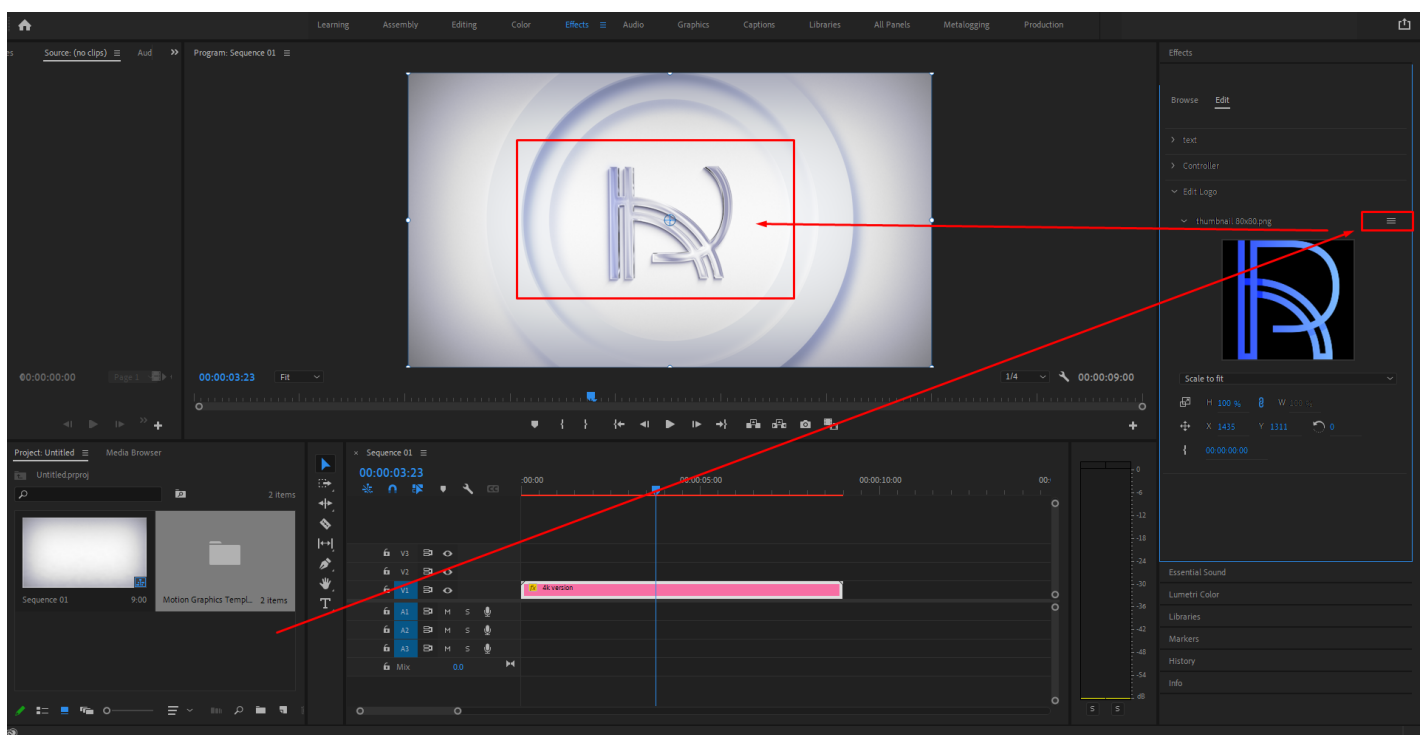 Learning Assembly Editing Color Effects Audio Graphics Captions Libraries All Panels Metalogging Production
es Source: (no clips) Aud
Program: Sequence 01
00:00:00:00 Page 1
00:00:03:23 Fit 1/4 00:00:09:00
Project: Untitled Media Browser
Untitled.prproj
2 items
Sequence 01 9:00
Motion Graphics Templ... 2 items
× Sequence 01
00:00:03:23
:00:00 00:00:05:00 00:00:10:00 00:
V3
V2
V1 fx 4k version
A1 M S
A2 M S
A3 M S
Mix 0.0
0
-6
-12
-18
-24
-30
-36
-42
-48
-54
dB
S S
Effects
Browse Edit
text
Controller
Edit Logo
thumbnail 80x80.png
Scale to fit
H 100 % W 100 %
X 1435 Y 1311 0
00:00:00:00
Essential Sound
Lumetri Color
Libraries
Markers
History
Info